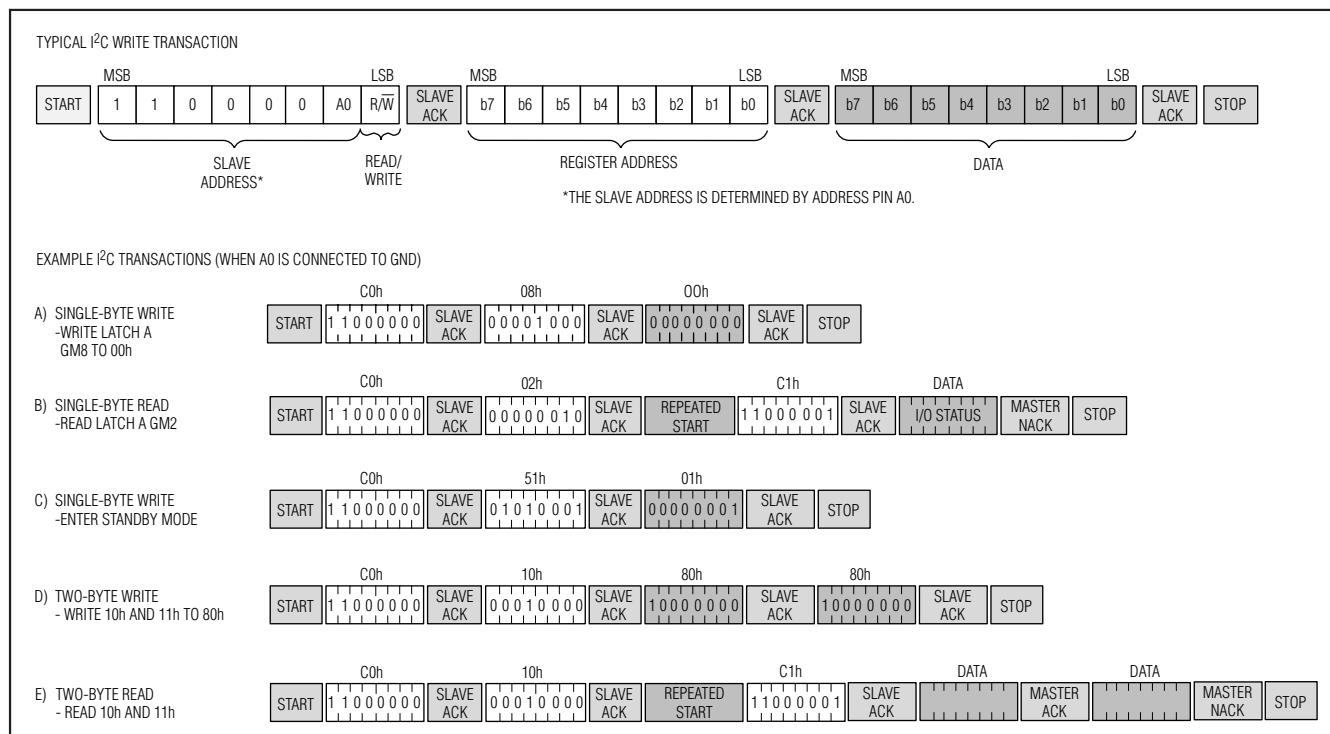 TYPICAL I2C WRITE TRANSACTION
MSB LSB MSB LSB MSB LSB
START 1 1 0 0 0 0 A0 R/W̅ SLAVE ACK b7 b6 b5 b4 b3 b2 b1 b0 SLAVE ACK b7 b6 b5 b4 b3 b2 b1 b0 SLAVE ACK STOP
SLAVE ADDRESS* READ/WRITE REGISTER ADDRESS DATA
*THE SLAVE ADDRESS IS DETERMINED BY ADDRESS PIN A0.
EXAMPLE I2C TRANSACTIONS (WHEN A0 IS CONNECTED TO GND)
C0h 08h OOh
A) SINGLE-BYTE WRITE
-WRITE LATCH A
GM8 TO 00h
START 1 1 0 0 0 0 0 0 SLAVE ACK 0 0 0 0 1 0 0 0 SLAVE ACK 0 0 0 0 0 0 0 0 SLAVE ACK STOP
C0h 02h C1h DATA
B) SINGLE-BYTE READ
-READ LATCH A GM2
START 1 1 0 0 0 0 0 0 SLAVE ACK 0 0 0 0 0 0 1 0 SLAVE ACK REPEATED START 1 1 0 0 0 0 0 1 SLAVE ACK I/O STATUS MASTER NACK STOP
C0h 51h 01h
C) SINGLE-BYTE WRITE
-ENTER STANDBY MODE
START 1 1 0 0 0 0 0 0 SLAVE ACK 0 1 0 1 0 0 0 1 SLAVE ACK 0 0 0 0 0 0 0 1 SLAVE ACK STOP
C0h 10h 80h 80h
D) TWO-BYTE WRITE
- WRITE 10h AND 11h TO 80h
START 1 1 0 0 0 0 0 0 SLAVE ACK 0 0 0 1 0 0 0 0 SLAVE ACK 1 0 0 0 0 0 0 0 SLAVE ACK 1 0 0 0 0 0 0 0 SLAVE ACK STOP
C0h 10h C1h DATA DATA
E) TWO-BYTE READ
- READ 10h AND 11h
START 1 1 0 0 0 0 0 0 SLAVE ACK 0 0 0 1 0 0 0 0 SLAVE ACK REPEATED START 1 1 0 0 0 0 0 1 SLAVE ACK MASTER ACK MASTER NACK STOP